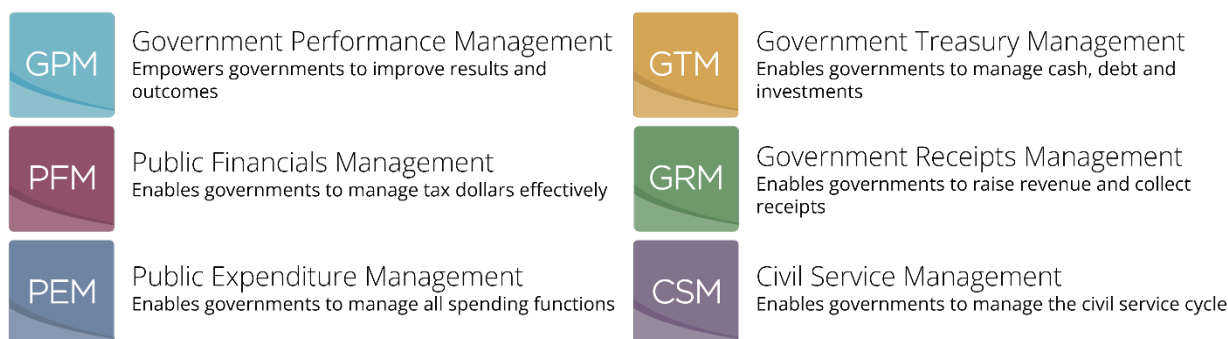 GPM
Government Performance Management
Empowers governments to improve results and
outcomes
PFM
Public Financials Management
Enables governments to manage tax dollars effectively
PEM
Public Expenditure Management
Enables governments to manage all spending functions
GTM
Government Treasury Management
Enables governments to manage cash, debt and
investments
GRM
Government Receipts Management
Enables governments to raise revenue and collect
receipts
CSM
Civil Service Management
Enables governments to manage the civil service cycle